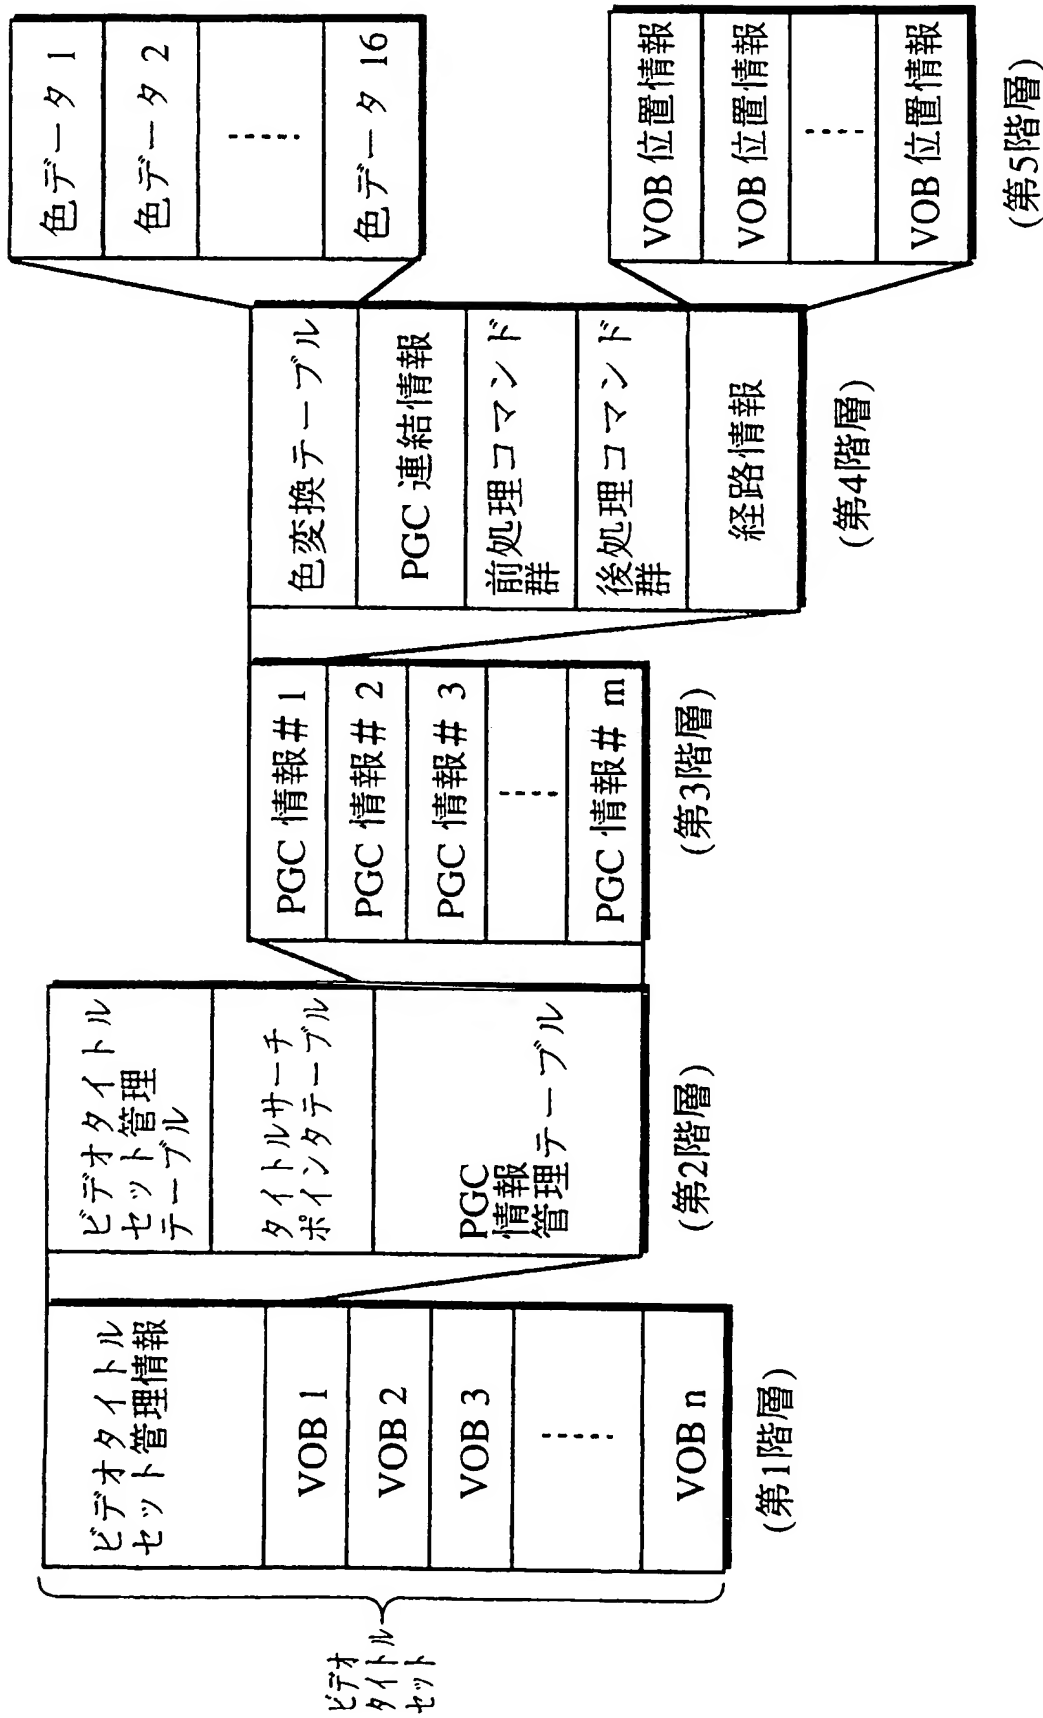 ビデオ
タイトル
セット
ビデオタイトル
セット管理情報
VOB 1
VOB 2
VOB 3
VOB n
(第1階層)
ビデオタイトル
セット管理
テーブル
タイトルサーチ
ポインタテーブル
PGC
情報
管理テーブル
(第2階層)
PGC 情報# 1
PGC 情報# 2
PGC 情報# 3
PGC 情報# m
(第3階層)
色変換テーブル
PGC 連結情報
前処理コマンド
群
後処理コマンド
群
経路情報
(第4階層)
色データ 1
色データ 2
色データ 16
VOB 位置情報
VOB 位置情報
VOB 位置情報
(第5階層)